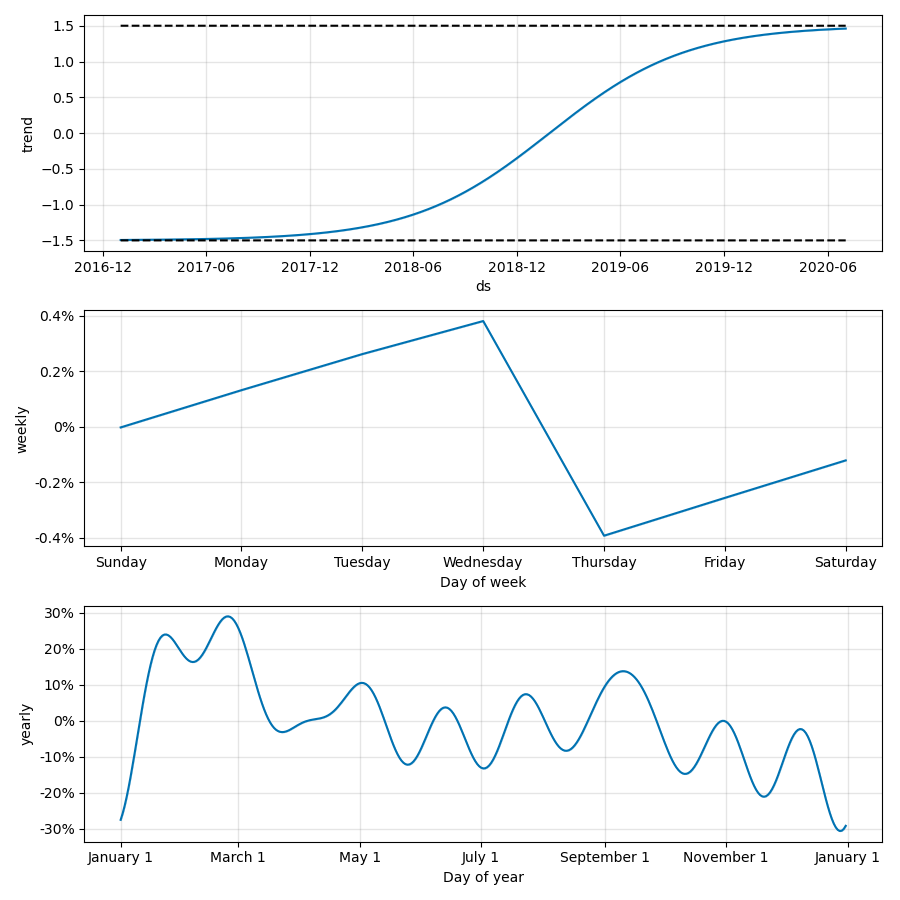 1.5
1.0
0.5
0.0
−0.5
−1.0
−1.5
trend
2016-12 2017-06 2017-12 2018-06 2018-12 2019-06 2019-12 2020-06
ds
0.4%
0.2%
0%
-0.2%
-0.4%
weekly
Sunday Monday Tuesday Wednesday Thursday Friday Saturday
Day of week
30%
20%
10%
0%
-10%
-20%
-30%
yearly
January 1 March 1 May 1 July 1 September 1 November 1 January 1
Day of year